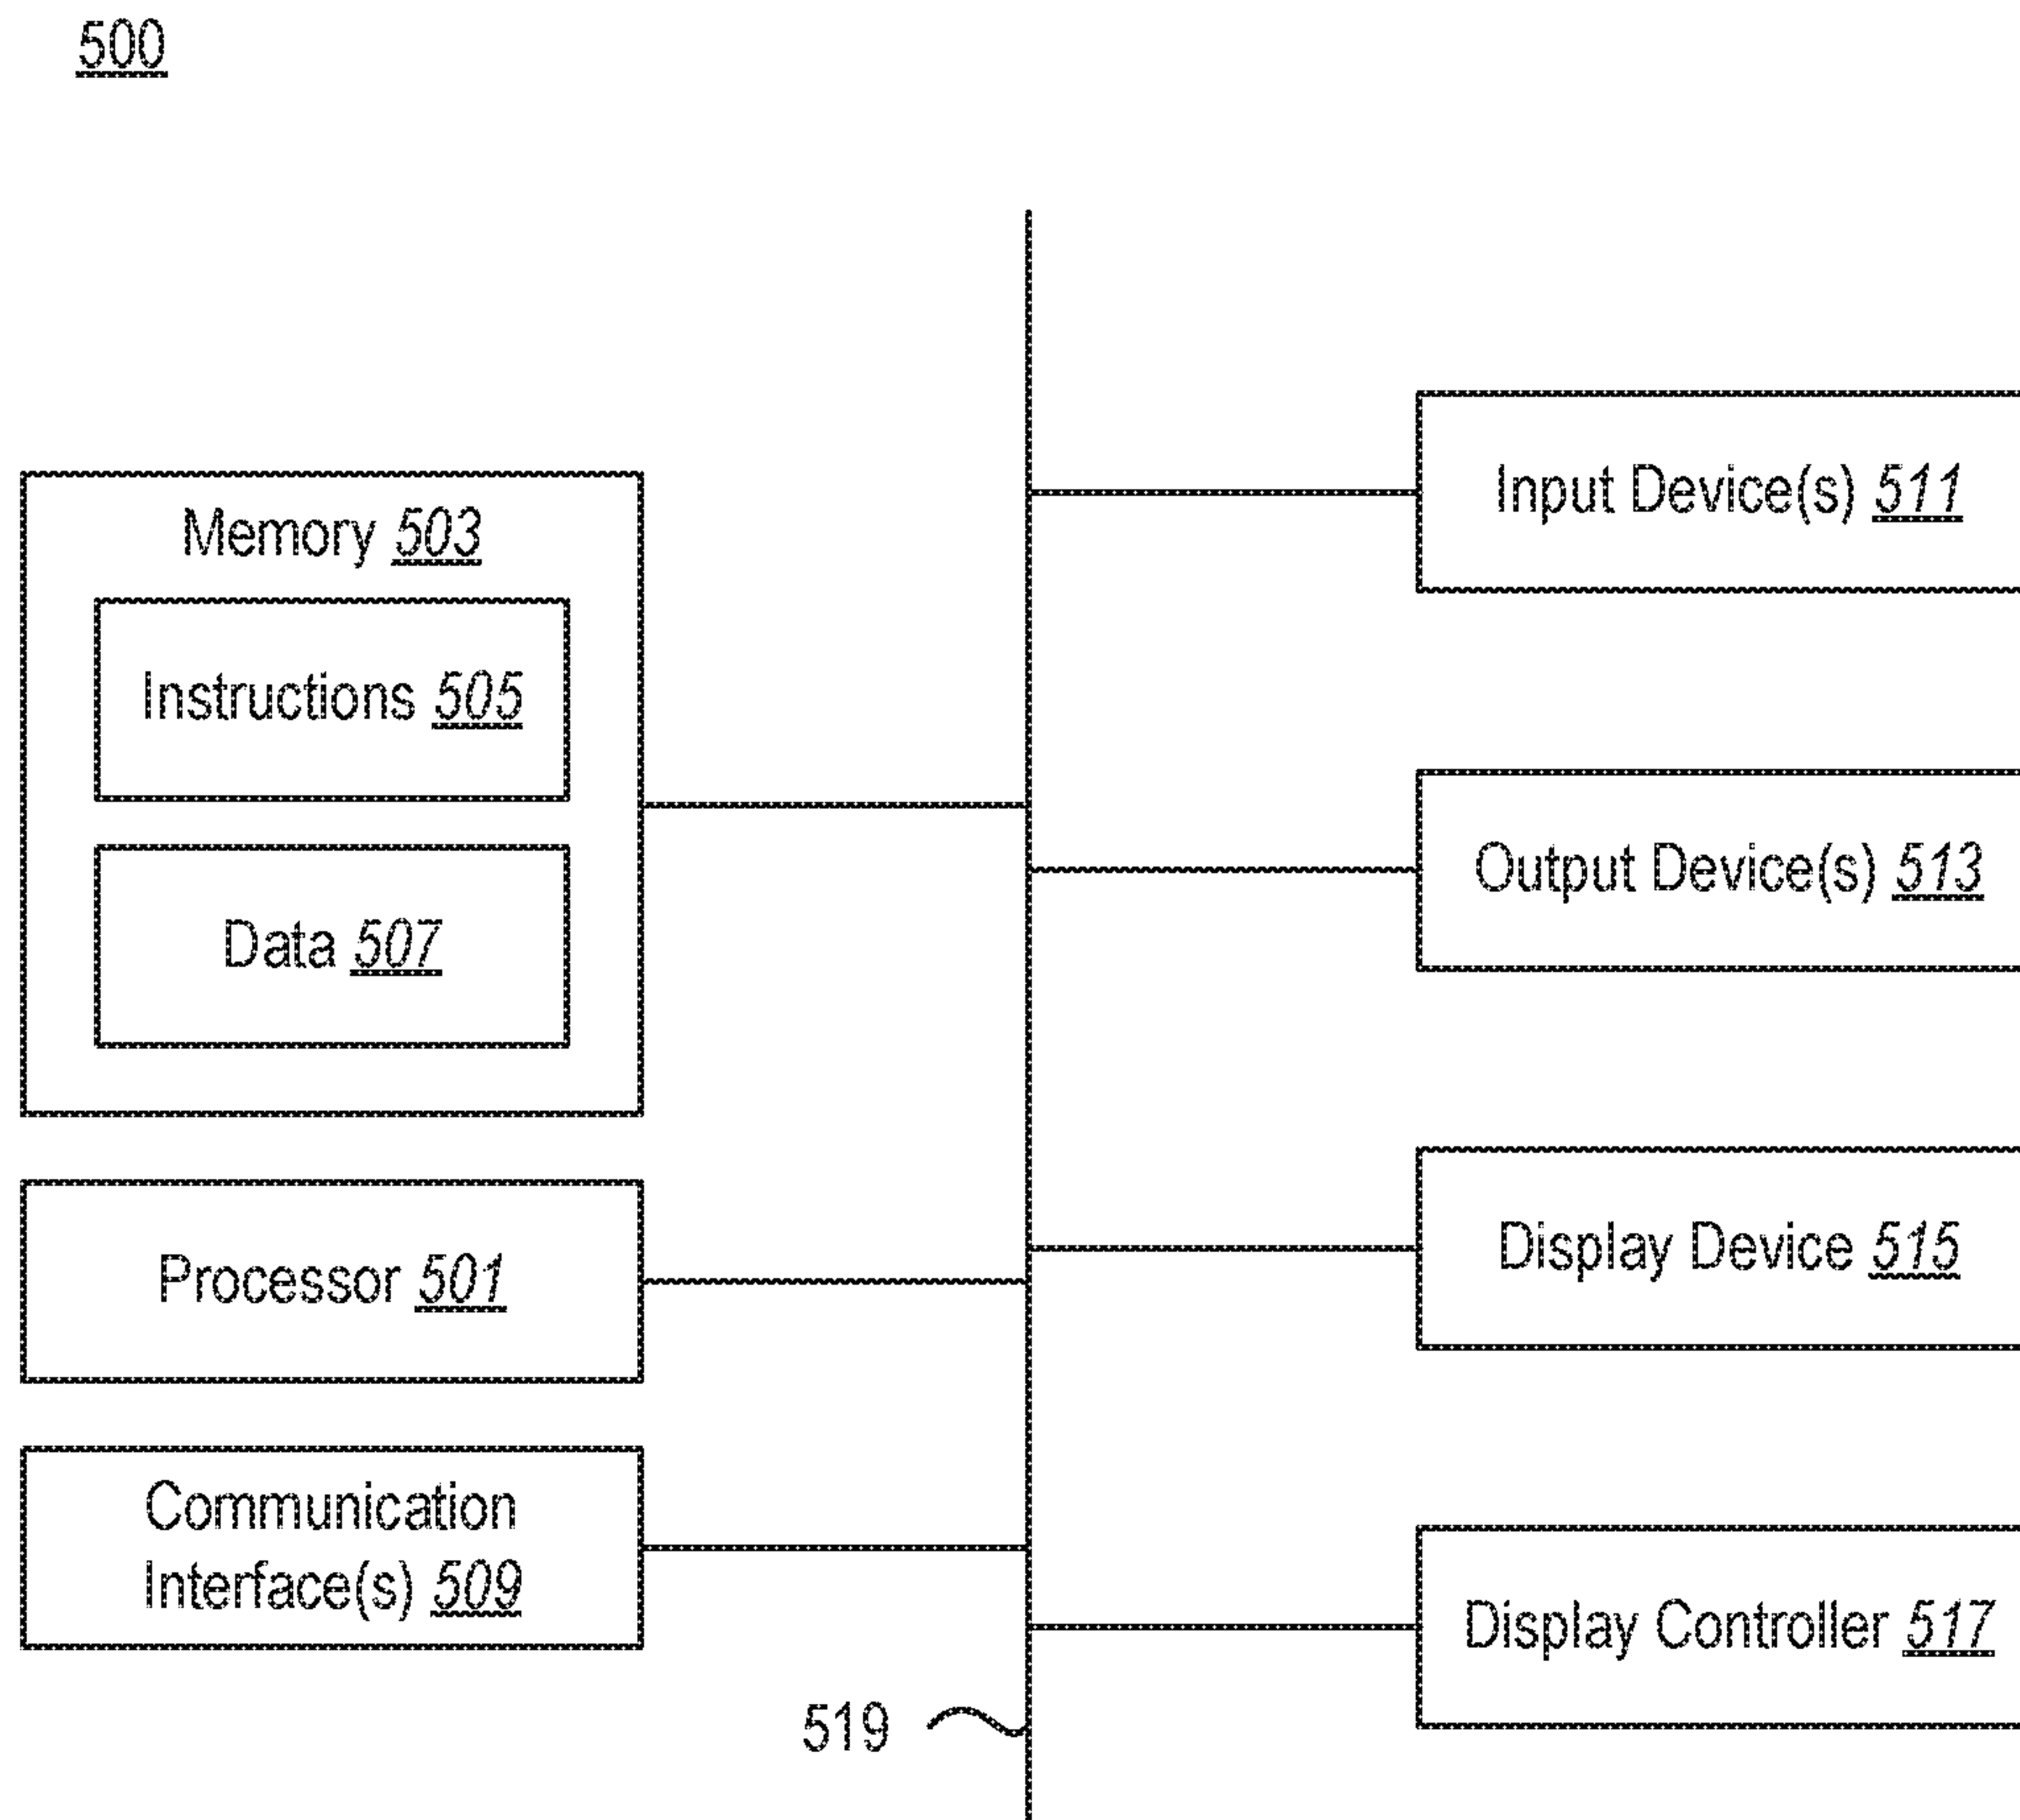 500
Memory 503
Instructions 505
Data 507
Processor 501
Communication
Interface(s) 509
Input Device(s) 511
Output Device(s) 513
Display Device 515
Display Controller 517
519